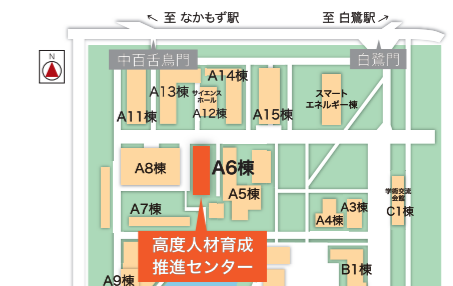 ← 至 なかもず駅
至 白鷺駅→
N
中百舌鳥門
白鷺門
A14棟
A13棟
サイエンス
ホール
A12棟
A11棟
A15棟
スマート
エネルギー棟
A8棟
A6棟
A5棟
A7棟
A4棟
A3棟
学術交流
会館
C1棟
高度人材育成
推進センター
A9棟
B1棟